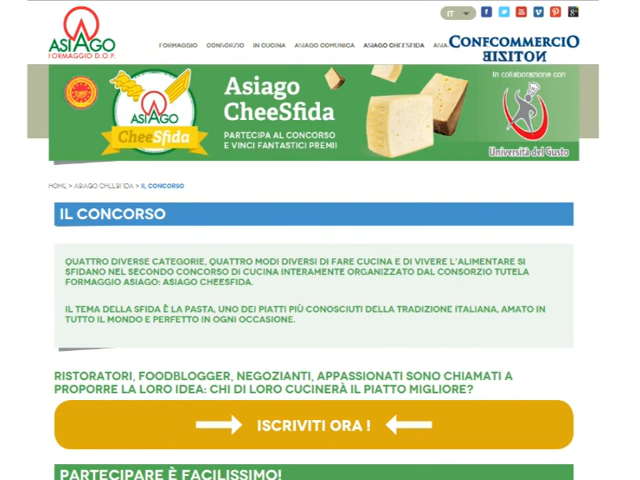 IT
ASIAGO
FORMAGGIO D.O.P.
FORMAGGIO CONSORZIO IN CUCINA ASIAGO COMUNICA ASIAGO CHEESFIDA ASIA
CONFCOMMERCIO
NOTIZIE
In collaborazione con
Asiago
CheeSfida
ASIAGO
CheeSfida
PARTECIPA AL CONCORSO
E VINCI FANTASTICI PREMI!
Università del Gusto
HOME > ASIAGO CHEESFIDA > IL CONCORSO
IL CONCORSO
QUATTRO DIVERSE CATEGORIE, QUATTRO MODI DIVERSI DI FARE CUCINA E DI VIVERE L'ALIMENTARE SI
SFIDANO NEL SECONDO CONCORSO DI CUCINA INTERAMENTE ORGANIZZATO DAL CONSORZIO TUTELA
FORMAGGIO ASIAGO: ASIAGO CHEESFIDA.
IL TEMA DELLA SFIDA È LA PASTA, UNO DEI PIATTI PIÙ CONOSCIUTI DELLA TRADIZIONE ITALIANA, AMATO IN
TUTTO IL MONDO E PERFETTO IN OGNI OCCASIONE.
RISTORATORI, FOODBLOGGER, NEGOZIANTI, APPASSIONATI SONO CHIAMATI A
PROPORRE LA LORO IDEA: CHI DI LORO CUCINERÀ IL PIATTO MIGLIORE?
ISCRIVITI ORA !
PARTECIPARE È FACILISSIMO!